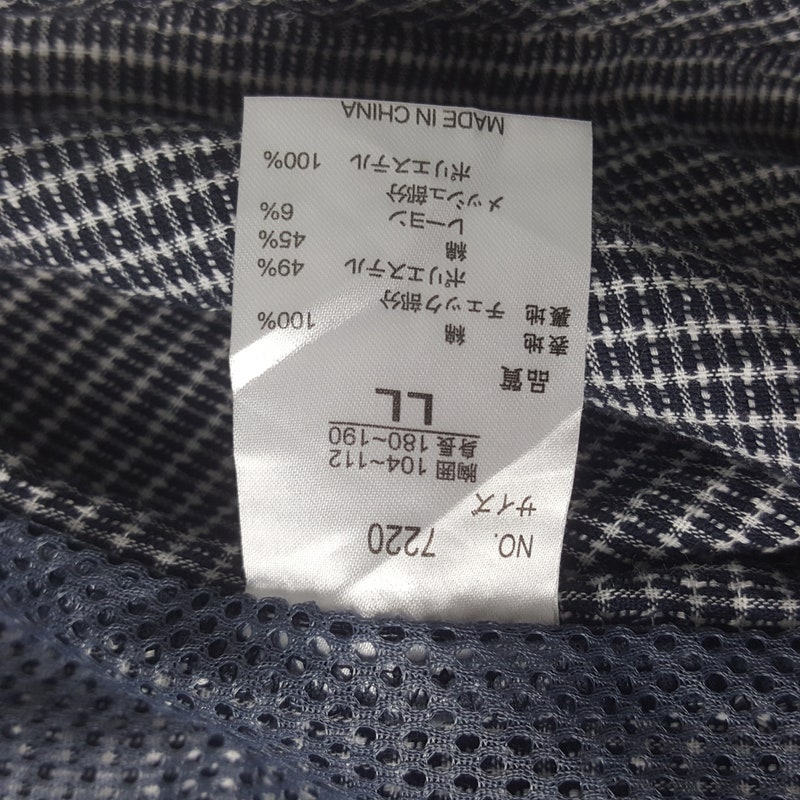 NO. 7220
サイズ
胸囲 104~112
身長 180~190
LL
品質
表地 綿 100%
裏地 チェック部分
ポリエステル 49%
綿 45%
レーヨン 6%
メッシュ部分
ポリエステル 100%
MADE IN CHINA